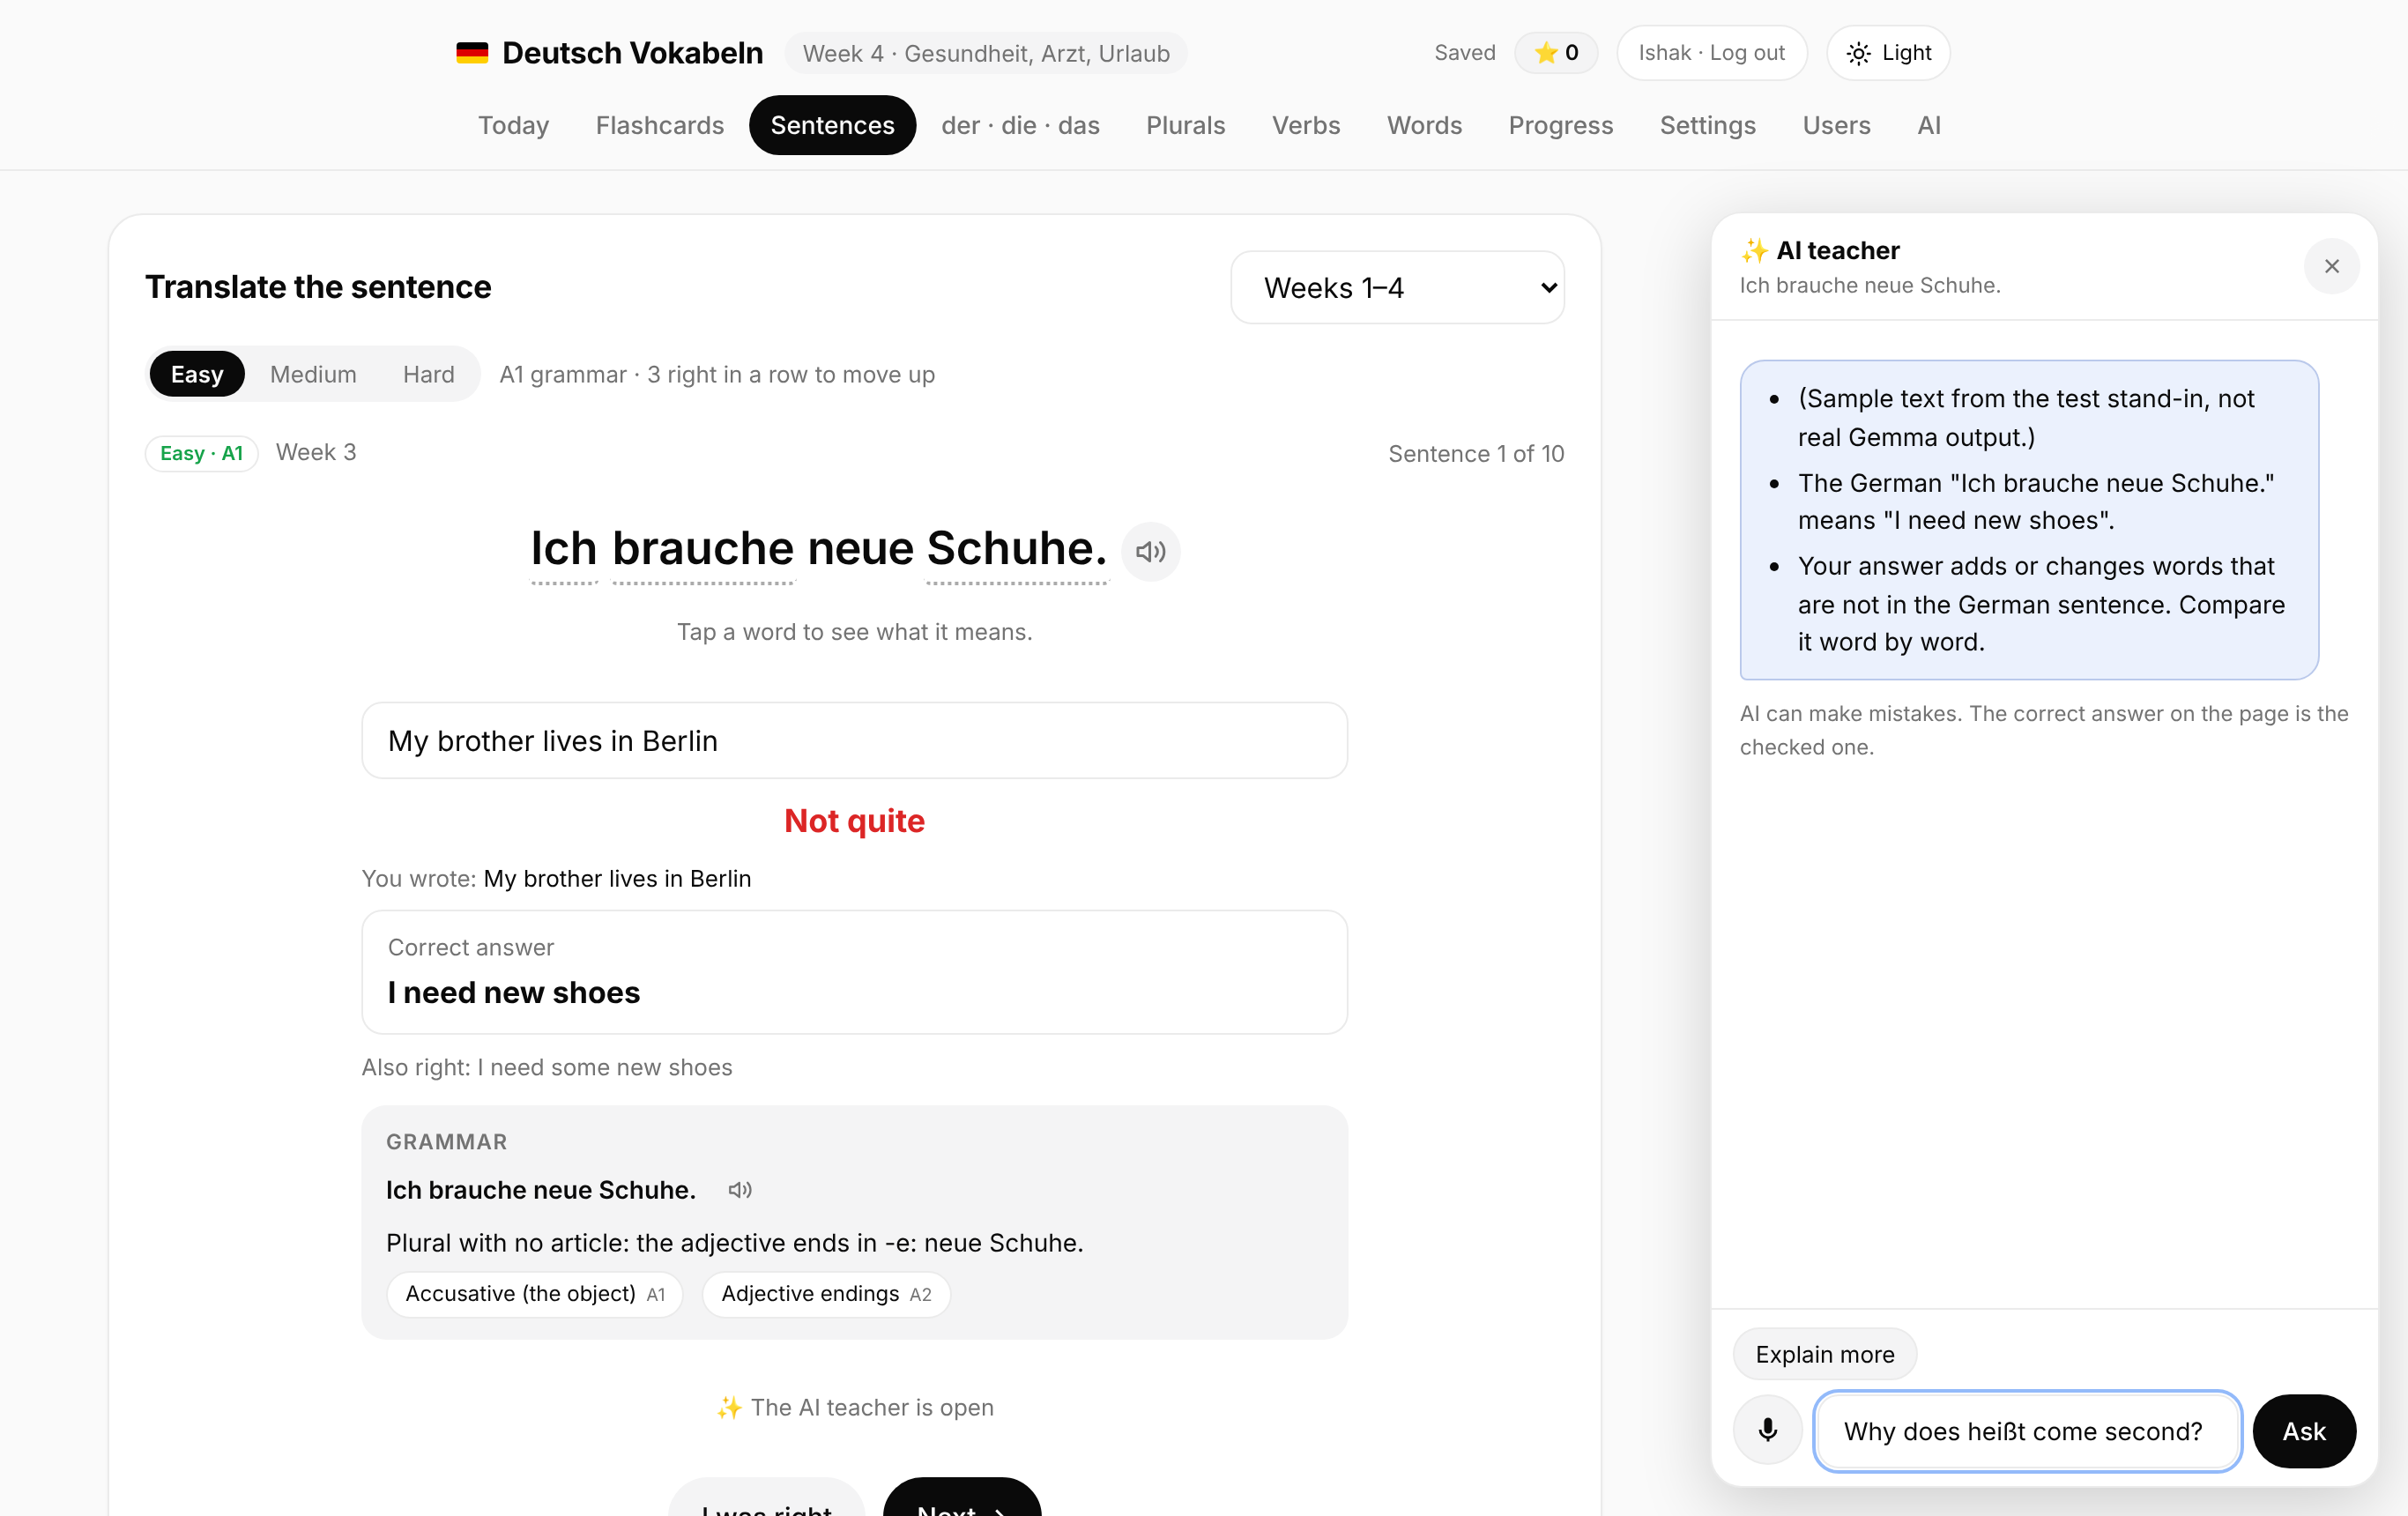 Deutsch Vokabeln
Week 4 · Gesundheit, Arzt, Urlaub
Saved
⭐ 0
Ishak · Log out
Light
Today
Flashcards
Sentences
der · die · das
Plurals
Verbs
Words
Progress
Settings
Users
AI
Translate the sentence
Weeks 1–4
Easy
Medium
Hard
A1 grammar · 3 right in a row to move up
Easy · A1
Week 3
Sentence 1 of 10
Ich brauche neue Schuhe.
Tap a word to see what it means.
My brother lives in Berlin
Not quite
You wrote: My brother lives in Berlin
Correct answer
I need new shoes
Also right: I need some new shoes
GRAMMAR
Ich brauche neue Schuhe.
Plural with no article: the adjective ends in -e: neue Schuhe.
Accusative (the object) A1
Adjective endings A2
✨ The AI teacher is open
I was right
Next →
✨ AI teacher
Ich brauche neue Schuhe.
×
• (Sample text from the test stand-in, not
real Gemma output.)
• The German "Ich brauche neue Schuhe."
means "I need new shoes".
• Your answer adds or changes words that
are not in the German sentence. Compare
it word by word.
AI can make mistakes. The correct answer on the page is the
checked one.
Explain more
Why does heißt come second?
Ask